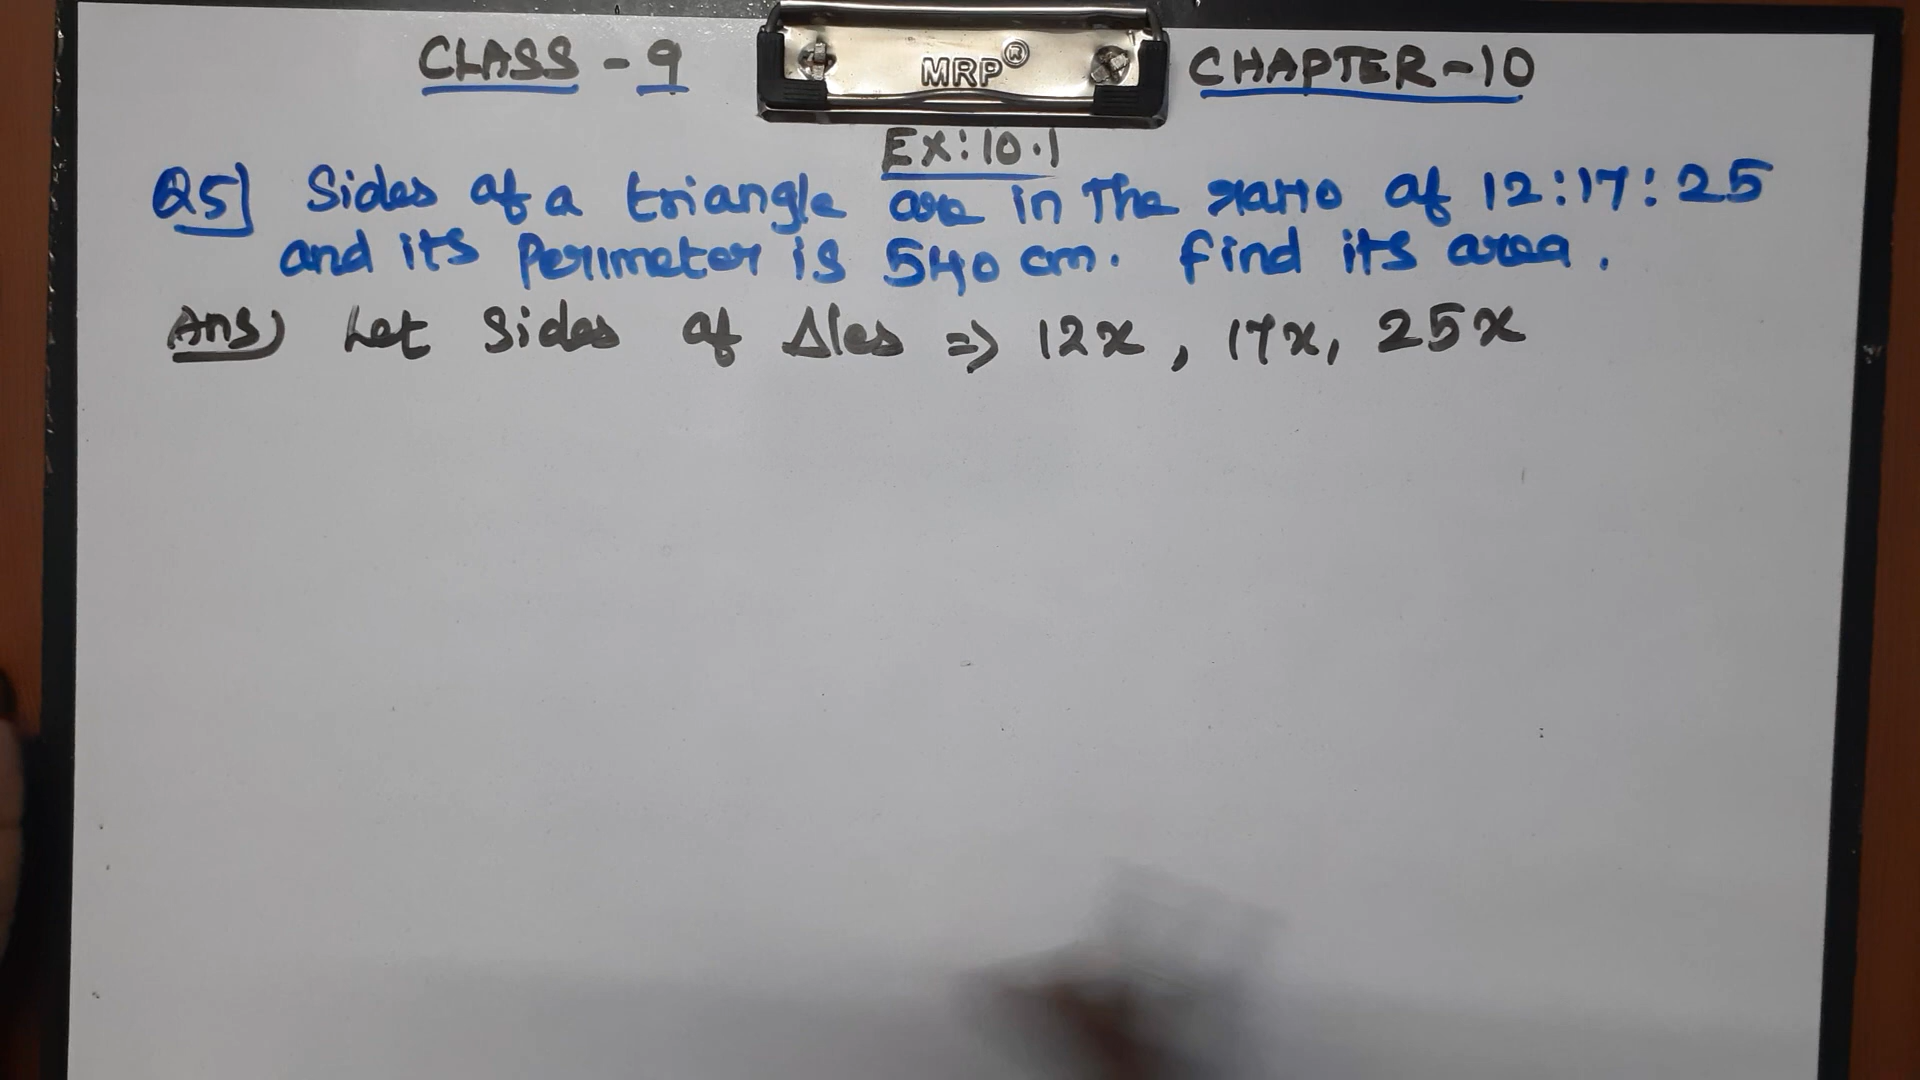 CLASS - 9
MRP®
CHAPTER-10
Ex: 10.1
Q5] Sides of a triangle are in the ratio of 12:17:25
and its Perimeter is 540 cm. find its area.
Ans) Let Sides of Δles => 12x, 17x, 25x